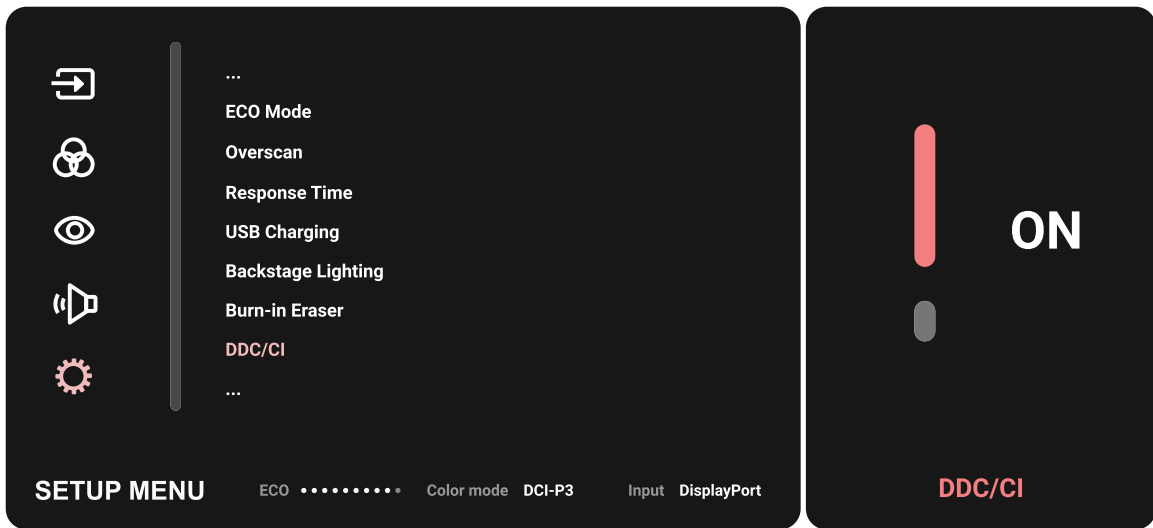 ...
ECO Mode
Overscan
Response Time
USB Charging
Backstage Lighting
Burn-in Eraser
DDC/CI
...
SETUP MENU ECO Color mode DCI-P3 Input DisplayPort
ON
DDC/CI